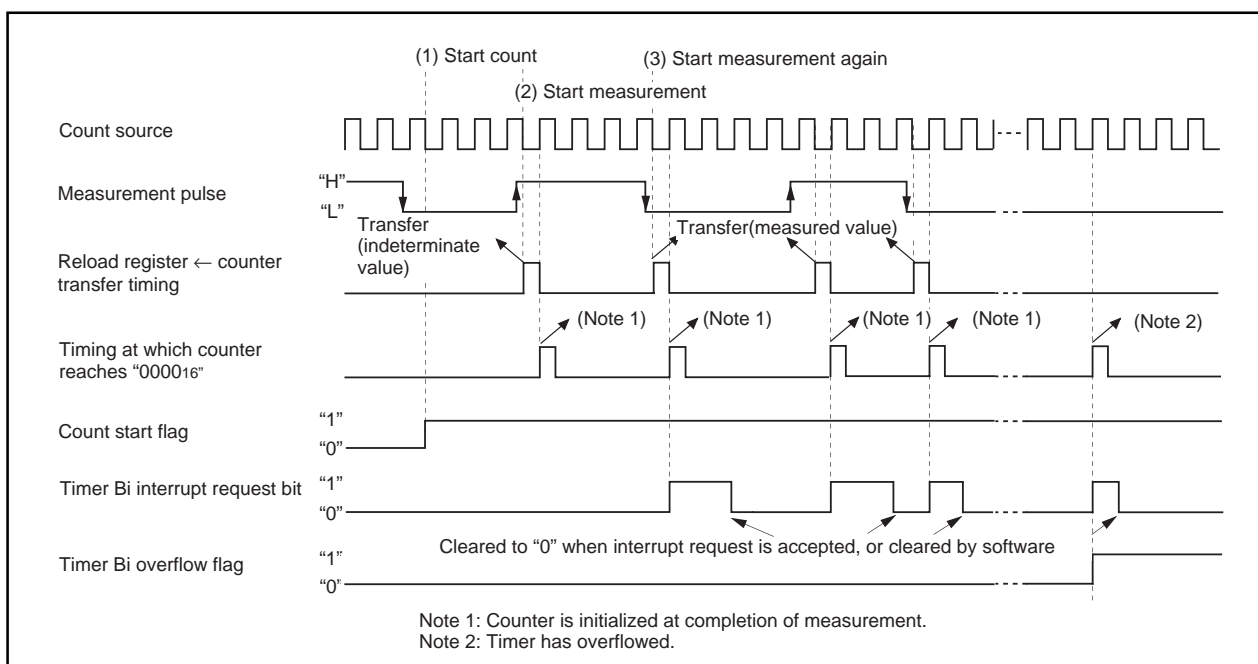 (1) Start count
(3) Start measurement again
(2) Start measurement
Count source
Measurement pulse
“H”
“L”
Transfer
(indeterminate
value)
Transfer(measured value)
Reload register ← counter
transfer timing
(Note 1)
(Note 1)
(Note 1)
(Note 1)
(Note 2)
Timing at which counter
reaches “000016”
Count start flag
“1”
“0”
Timer Bi interrupt request bit
“1”
“0”
Cleared to “0” when interrupt request is accepted, or cleared by software
Timer Bi overflow flag
“1”
“0”
Note 1: Counter is initialized at completion of measurement.
Note 2: Timer has overflowed.